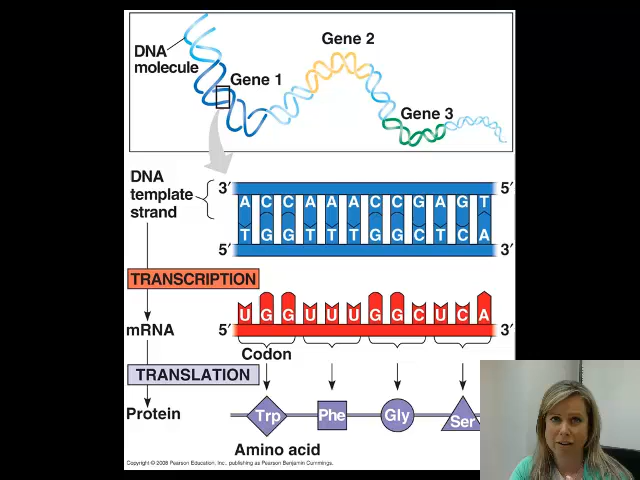 DNA
molecule
Gene 1
Gene 2
Gene 3
DNA
template
strand
3′ 5′
A C C A A A C C G A G T
T G G T T T G G C T C A
5′ 3′
TRANSCRIPTION
U G G U U U G G C U C A
mRNA 5′ 3′
Codon
TRANSLATION
Protein
Trp Phe Gly Ser
Amino acid
Copyright © 2008 Pearson Education, Inc., publishing as Pearson Benjamin Cummings.